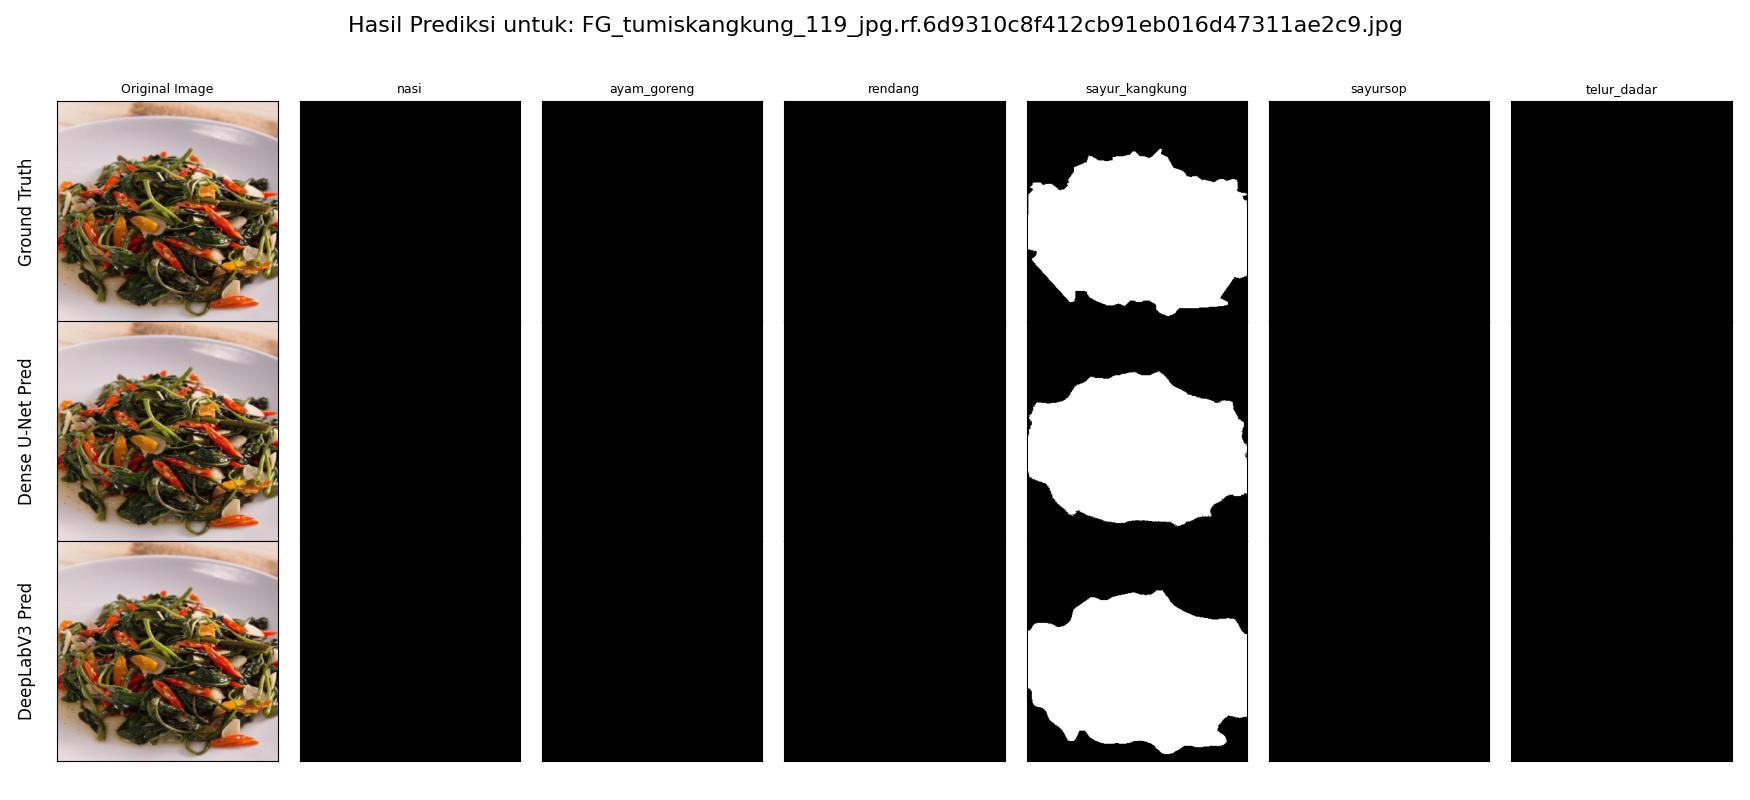 Hasil Prediksi untuk: FG_tumiskangkung_119_jpg.rf.6d9310c8f412cb91eb016d47311ae2c9.jpg
Original Image
nasi
ayam_goreng
rendang
sayur_kangkung
sayursop
telur_dadar
Ground Truth
Dense U-Net Pred
DeepLabV3 Pred